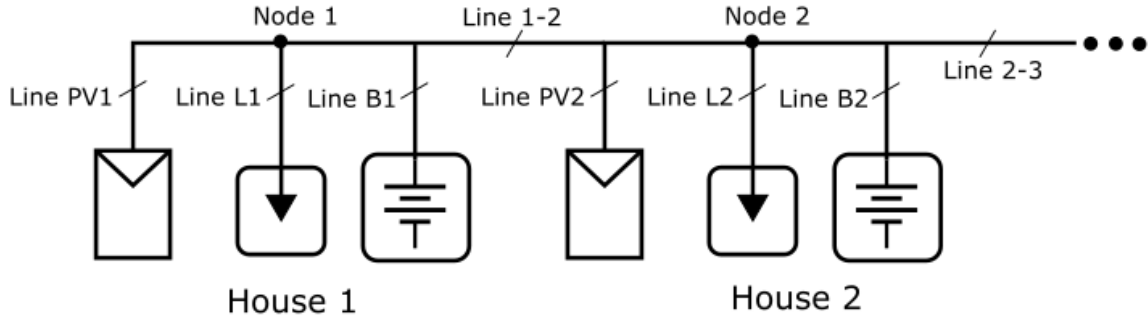 Node 1
Line 1-2
Node 2
Line PV1
Line L1
Line B1
Line PV2
Line L2
Line B2
Line 2-3
House 1
House 2